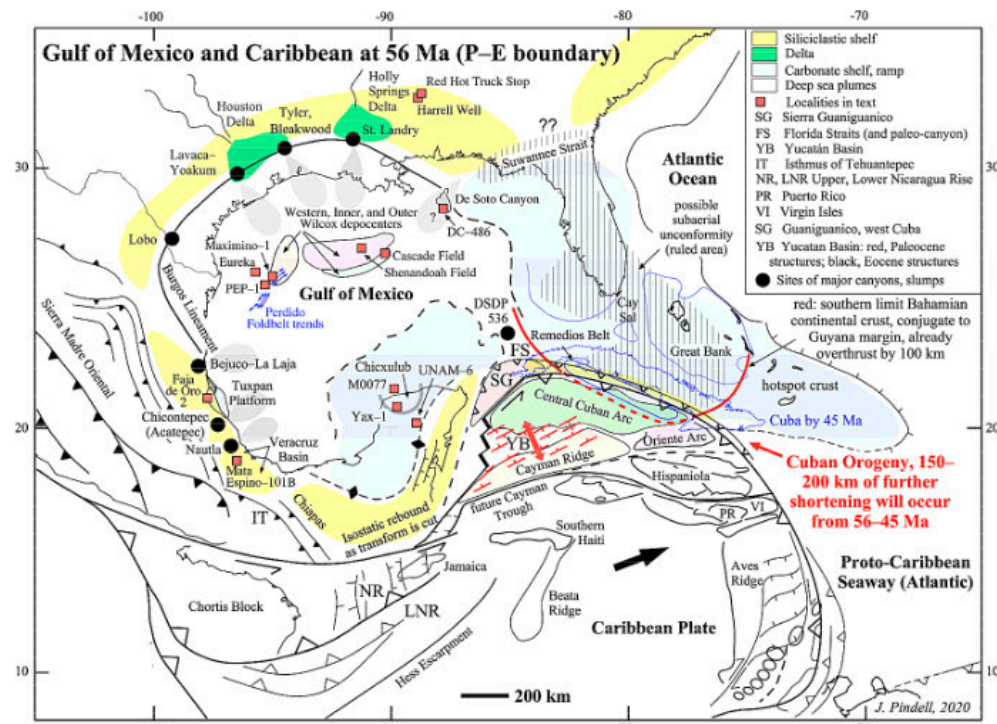 -100
-90
-80
-70
Gulf of Mexico and Caribbean at 56 Ma (P–E boundary)
Siliciclastic shelf
Delta
Carbonate shelf, ramp
Deep sea plumes
Localities in text
SG Sierra Guaniguanico
FS Florida Straits (and paleo-canyon)
YB Yucatán Basin
IT Isthmus of Tehuantepec
NR, LNR Upper, Lower Nicaragua Rise
PR Puerto Rico
VI Virgin Isles
SG Guaniguanico, west Cuba
YB Yucatan Basin: red, Paleocene
structures; black, Eocene structures
Sites of major canyons, slumps
red: southern limit Bahamian
continental crust, conjugate to
Guyana margin, already
overthrust by 100 km
Holly
Springs
Delta
Red Hot Truck Stop
Harrell Well
Houston
Delta
Tyler,
Bleakwood
St. Landry
Lavaca–
Yoakum
??
Suwannee Strait
Atlantic
Ocean
possible
subaerial
unconformity
(ruled area)
30
30
De Soto Canyon
?
DC-486
Western, Inner, and Outer
Wilcox depocenters
Lobo
Maximino–1
Eureka
PEP–1
Cascade Field
Shenandoah Field
Gulf of Mexico
Perdido
Foldbelt trends
Burgos Lineament
Sierra Madre Oriental
DSDP
536
Cay
Sal
Remedios Belt
Great Bank
FS
SG
hotspot crust
Bejuco–La Laja
Faja
de Oro
2
Tuxpan
Platform
Chicontepec
(Acatepec)
Nautla
Veracruz
Basin
Mata
Espino–101B
Chicxulub
M0077
UNAM–6
Yax–1
20
20
Central Cuban Arc
Cuba by 45 Ma
YB
Oriente Arc
Cayman Ridge
Hispaniola
Cuban Orogeny, 150–
200 km of further
shortening will occur
from 56–45 Ma
IT
Chiapas
Isostatic rebound
as transform is cut
future Cayman
Trough
PR
VI
Southern
Haiti
Jamaica
NR
LNR
Chortis Block
Beata
Ridge
Aves
Ridge
Proto-Caribbean
Seaway (Atlantic)
Caribbean Plate
Hess Escarpment
10
10
200 km
J. Pindell, 2020